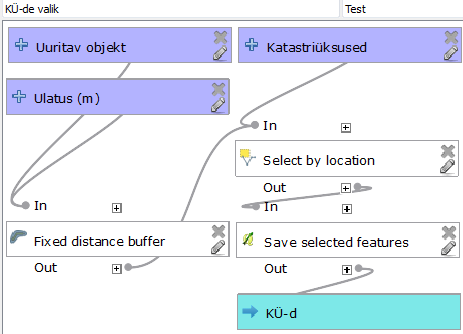 KÜ-de valik
Test
Uuritav objekt
Katastriüksused
Ulatus (m)
In
Select by location
Out
In
In
Fixed distance buffer
Save selected features
Out
Out
KÜ-d